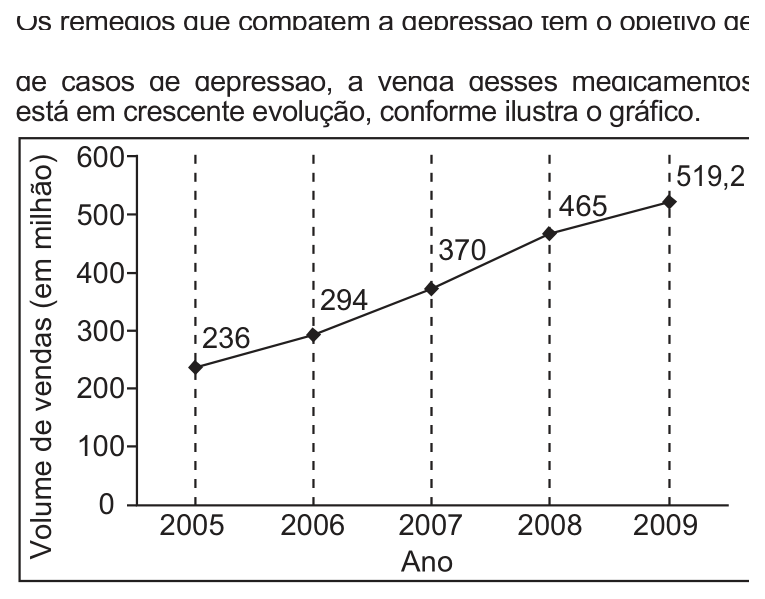 Os remédios que combatem a depressão têm o objetivo de
de casos de depressão, a venda desses medicamentos
está em crescente evolução, conforme ilustra o gráfico.
Volume de vendas (em milhão)
600
500
400
300
200
100
0
236
294
370
465
519,2
2005 2006 2007 2008 2009
Ano